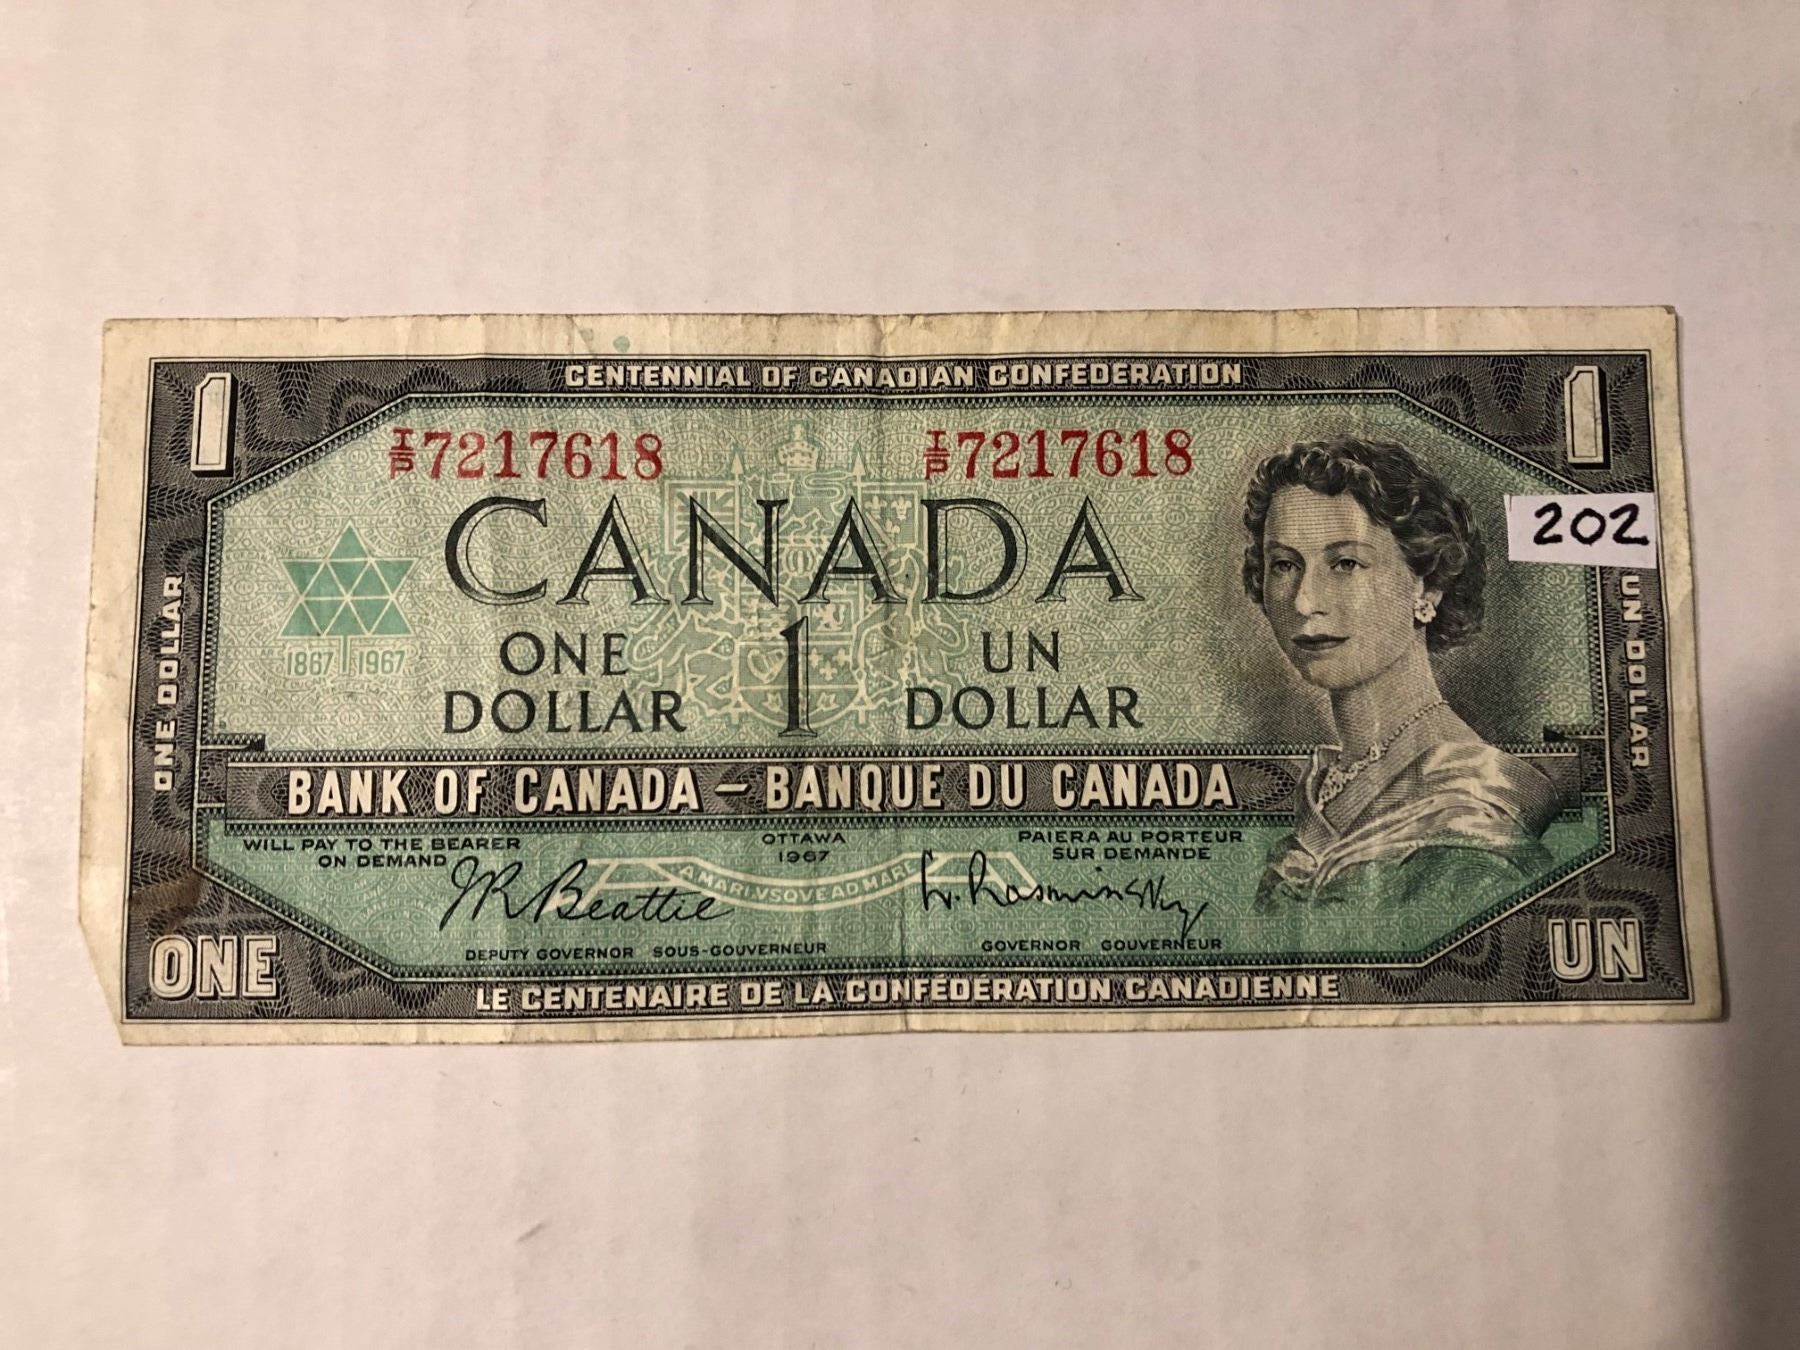 CENTENNIAL OF CANADIAN CONFEDERATION
1 1
I/P 7217618 I/P 7217618
CANADA
202
1867 1967
ONE DOLLAR
1
UN DOLLAR
ONE DOLLAR
UN DOLLAR
BANK OF CANADA – BANQUE DU CANADA
WILL PAY TO THE BEARER
ON DEMAND
OTTAWA
1967
PAIERA AU PORTEUR
SUR DEMANDE
A MARI VSQVE AD MARE
J.R. Beattie
L. Rasminsky
DEPUTY GOVERNOR SOUS-GOUVERNEUR
GOVERNOR GOUVERNEUR
ONE UN
LE CENTENAIRE DE LA CONFÉDÉRATION CANADIENNE